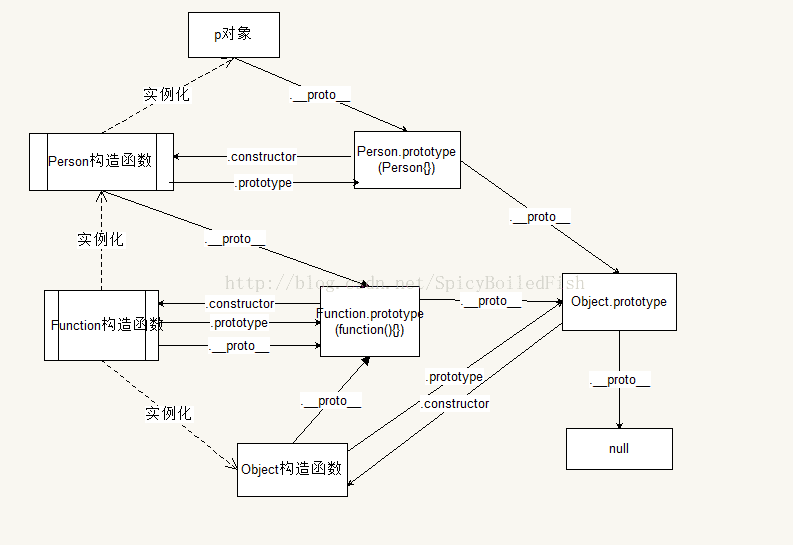 p对象
实例化
.__proto__
Person构造函数
.constructor
.prototype
Person.prototype
(Person{})
.__proto__
实例化
.__proto__
http://blog.csdn.net/SpicyBoiledFish
Function构造函数
.constructor
.prototype
.__proto__
Function.prototype
(function(){})
.__proto__
Object.prototype
实例化
.__proto__
.prototype
.constructor
.__proto__
Object构造函数
null